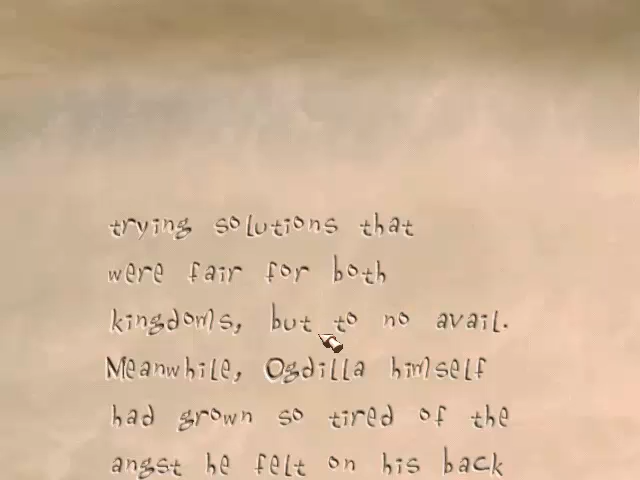 trying solutions that
were fair for both
kingdoms, but to no avail.
Meanwhile, Ogdilla himself
had grown so tired of the
angst he felt on his back